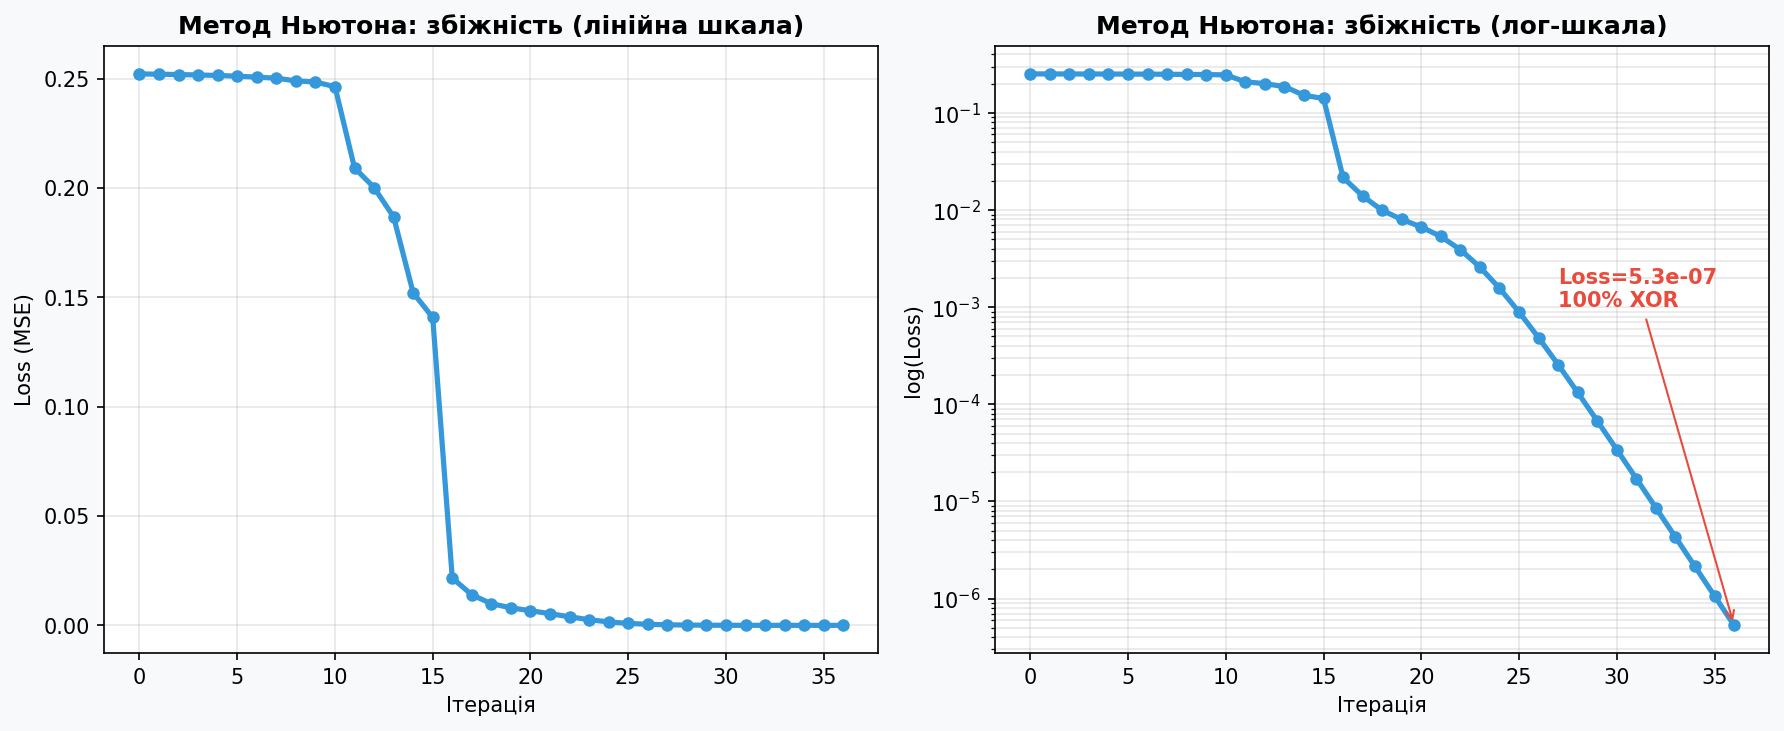 Метод Ньютона: збіжність (лінійна шкала)
Loss (MSE)
0.25
0.20
0.15
0.10
0.05
0.00
0 5 10 15 20 25 30 35
Ітерація
Метод Ньютона: збіжність (лог-шкала)
log(Loss)
10⁻¹
10⁻²
10⁻³
10⁻⁴
10⁻⁵
10⁻⁶
Loss=5.3e-07
100% XOR
0 5 10 15 20 25 30 35
Ітерація